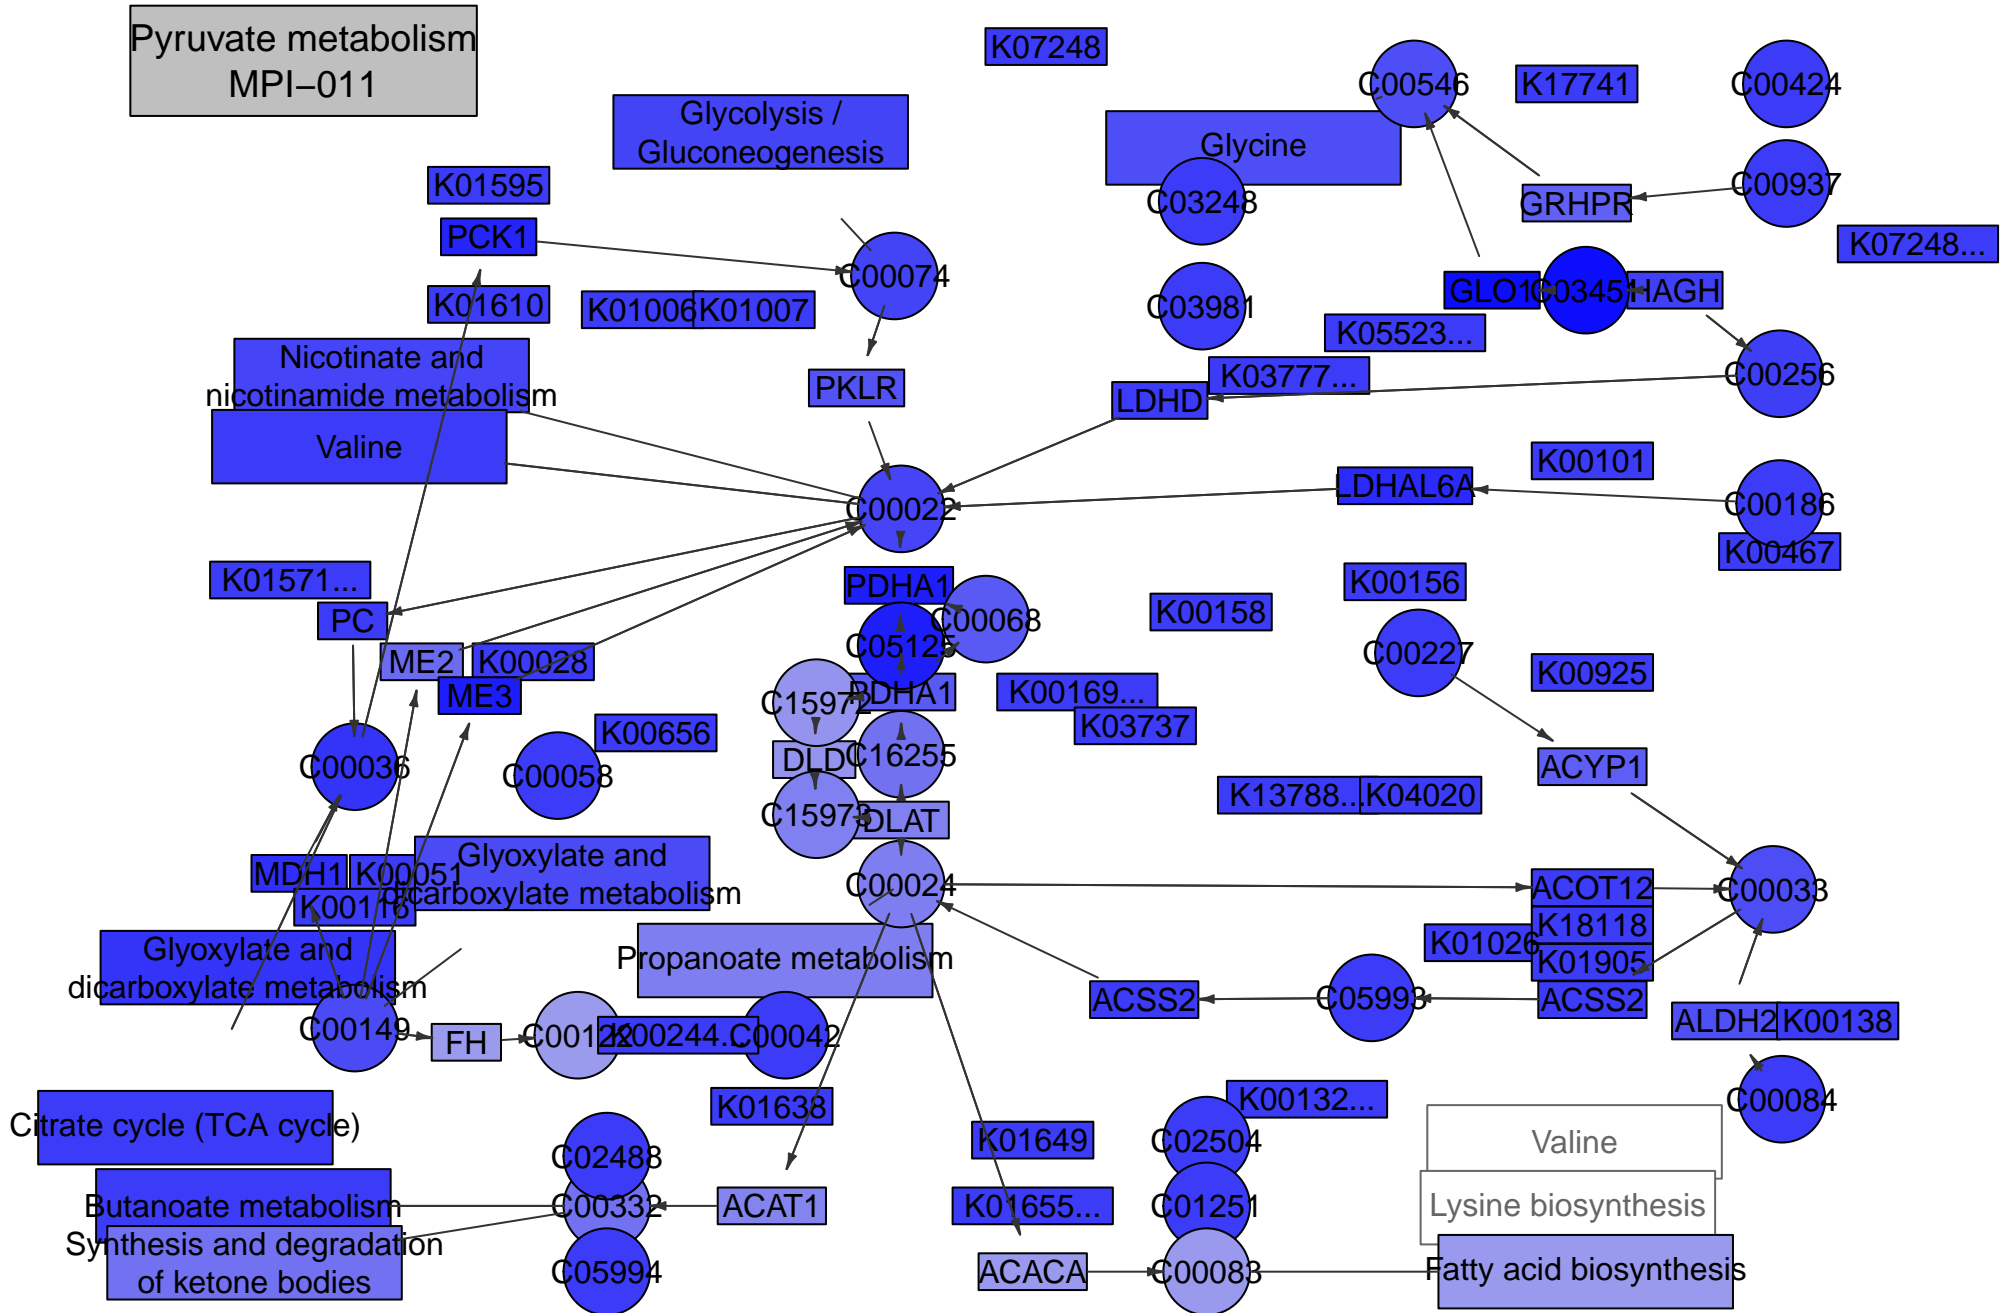 Pyruvate metabolism
MPI−011
K07248
C00546
K17741
C00424
Glycolysis /
Gluconeogenesis
Glycine
K01595
C03248
GRHPR
C00937
PCK1
K07248...
C00074
K01610
K01006
K01007
C03981
GLO1
C03451
HAGH
K05523...
Nicotinate and
nicotinamide metabolism
PKLR
K03777...
LDHD
C00256
Valine
K00101
LDHAL6A
C00022
C00186
K00467
K01571...
PDHA1
K00156
PC
C00068
K00158
C05125
C00227
ME2
K00028
K00925
ME3
PDHA1
K00169...
C15972
K03737
K00656
C00036
C00058
DLD
C16255
ACYP1
K13788...
K04020
C15973
DLAT
MDH1
K00051
Glyoxylate and
dicarboxylate metabolism
C00024
ACOT12
C00033
K00116
K18118
K01026
Glyoxylate and
dicarboxylate metabolism
Propanoate metabolism
K01905
ACSS2
C05993
ACSS2
C00149
FH
C00122
K00244...
C00042
ALDH2
K00138
K01638
K00132...
C00084
Citrate cycle (TCA cycle)
C02488
K01649
C02504
Valine
Butanoate metabolism
C00332
ACAT1
K01655...
C01251
Lysine biosynthesis
Synthesis and degradation
of ketone bodies
C05994
ACACA
C00083
Fatty acid biosynthesis